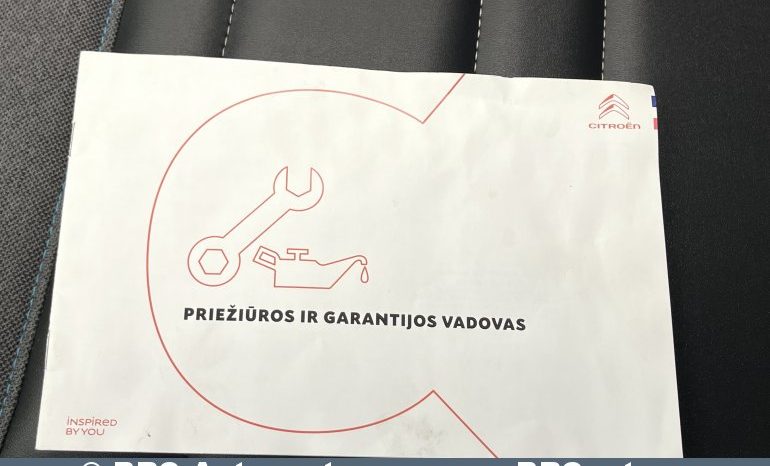 CITROËN
PRIEŽIŪROS IR GARANTIJOS VADOVAS
INSPIRED
BY YOU